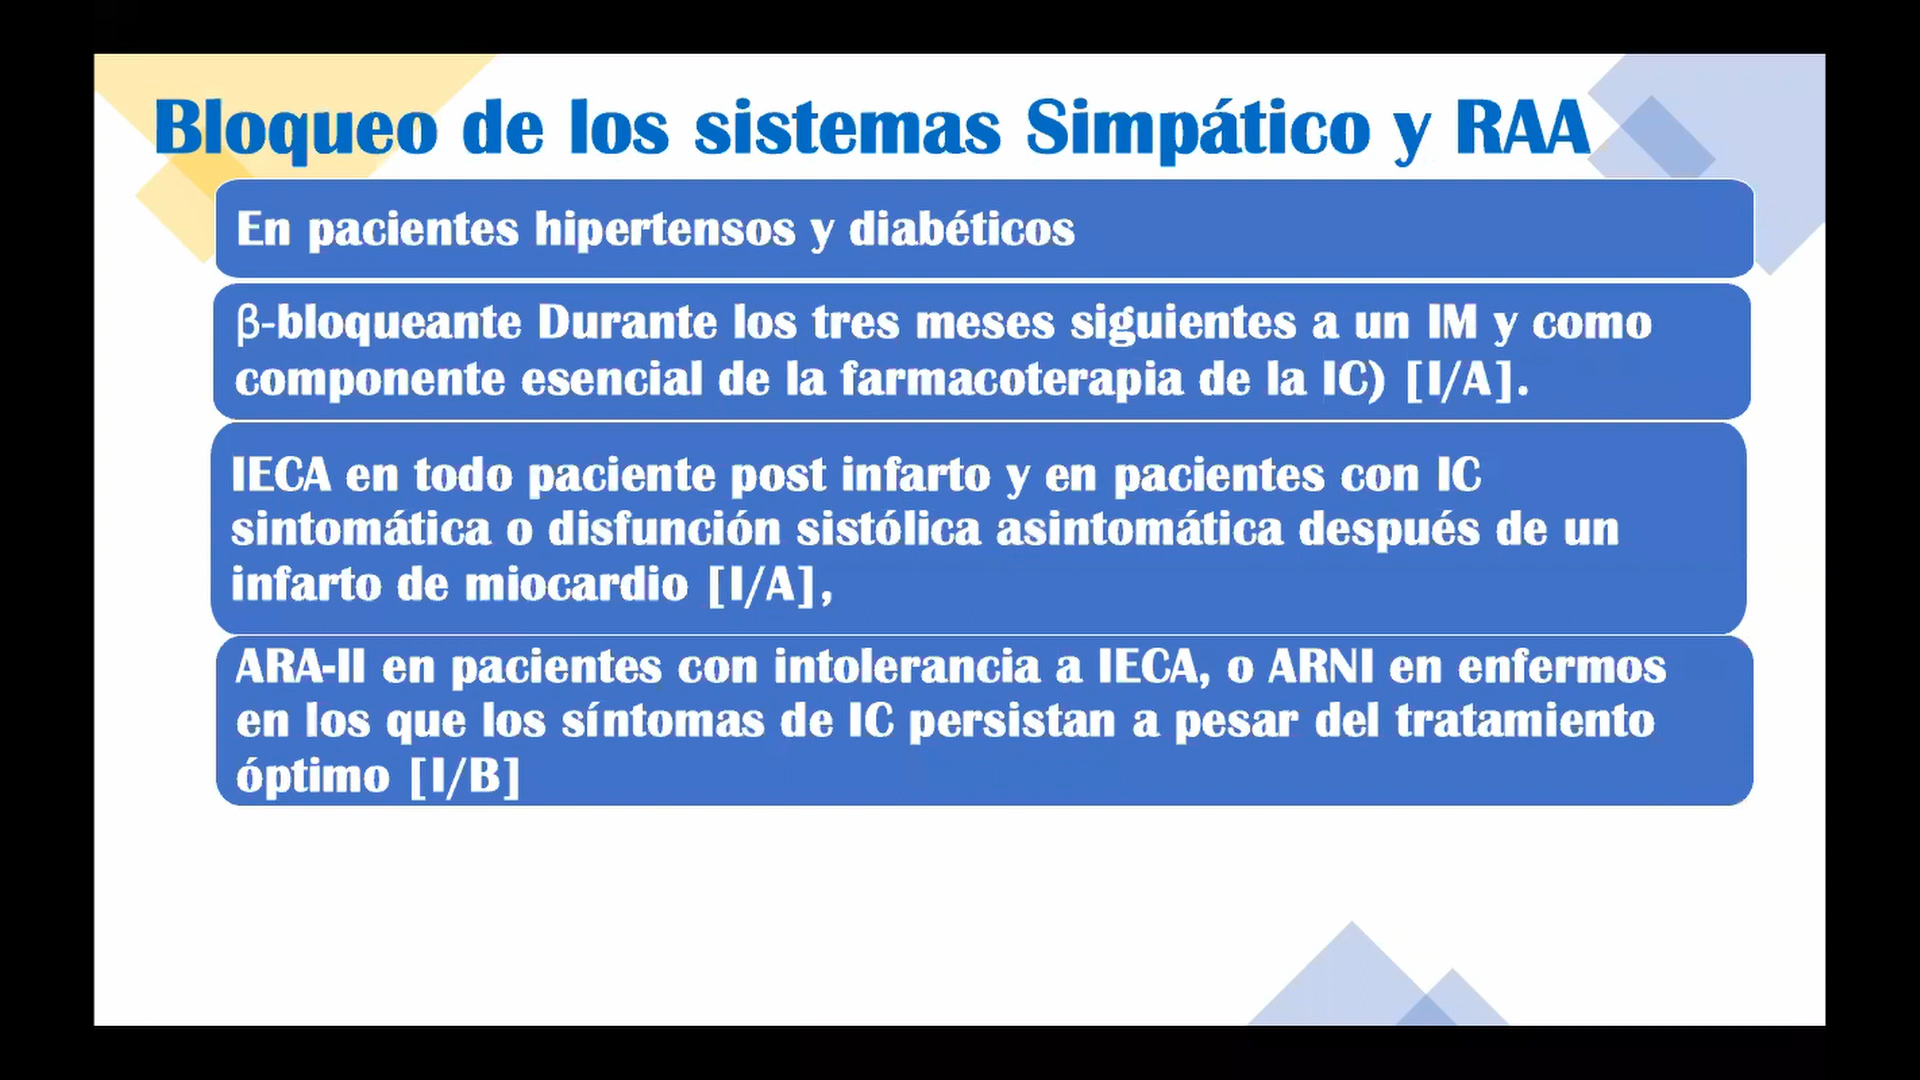 Bloqueo de los sistemas Simpático y RAA
En pacientes hipertensos y diabéticos
β-bloqueante Durante los tres meses siguientes a un IM y como
componente esencial de la farmacoterapia de la IC) [I/A].
IECA en todo paciente post infarto y en pacientes con IC
sintomática o disfunción sistólica asintomática después de un
infarto de miocardio [I/A],
ARA-II en pacientes con intolerancia a IECA, o ARNI en enfermos
en los que los síntomas de IC persistan a pesar del tratamiento
óptimo [I/B]